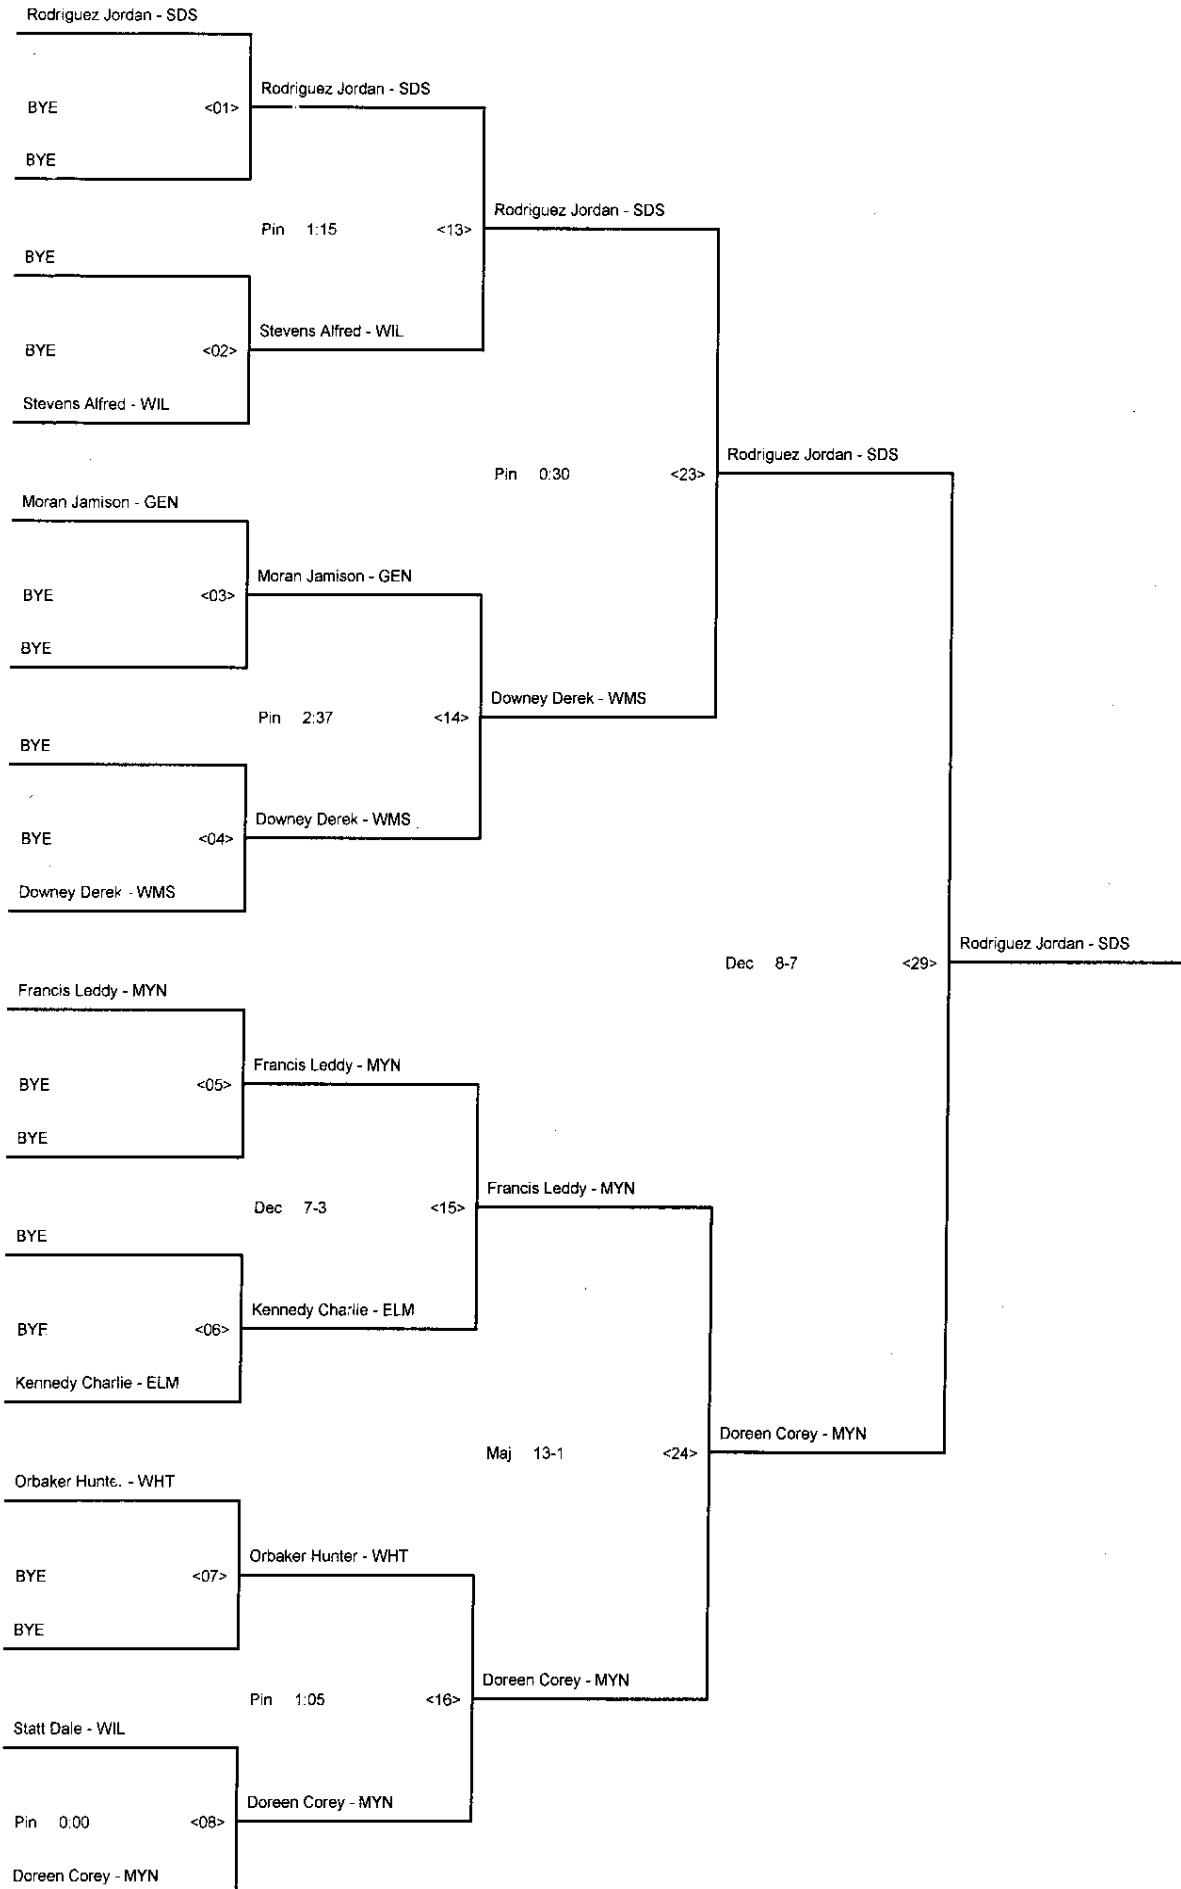 Rodriguez Jordan - SDS
Rodriguez Jordan - SDS
BYE <01>
BYE
Rodriguez Jordan - SDS
Pin 1:15 <13>
BYE
Stevens Alfred - WIL
BYE <02>
Stevens Alfred - WIL
Rodriguez Jordan - SDS
Pin 0:30 <23>
Moran Jamison - GEN
Moran Jamison - GEN
BYE <03>
BYE
Downey Derek - WMS
Pin 2:37 <14>
BYE
Downey Derek - WMS
BYE <04>
Downey Derek - WMS
Rodriguez Jordan - SDS
Dec 8-7 <29>
Francis Leddy - MYN
Francis Leddy - MYN
BYE <05>
BYE
Francis Leddy - MYN
Dec 7-3 <15>
BYE
Kennedy Charlie - ELM
BYE <06>
Kennedy Charlie - ELM
Doreen Corey - MYN
Maj 13-1 <24>
Orbaker Hunter - WHT
Orbaker Hunter - WHT
BYE <07>
BYE
Doreen Corey - MYN
Pin 1:05 <16>
Statt Dale - WIL
Doreen Corey - MYN
Pin 0:00 <08>
Doreen Corey - MYN